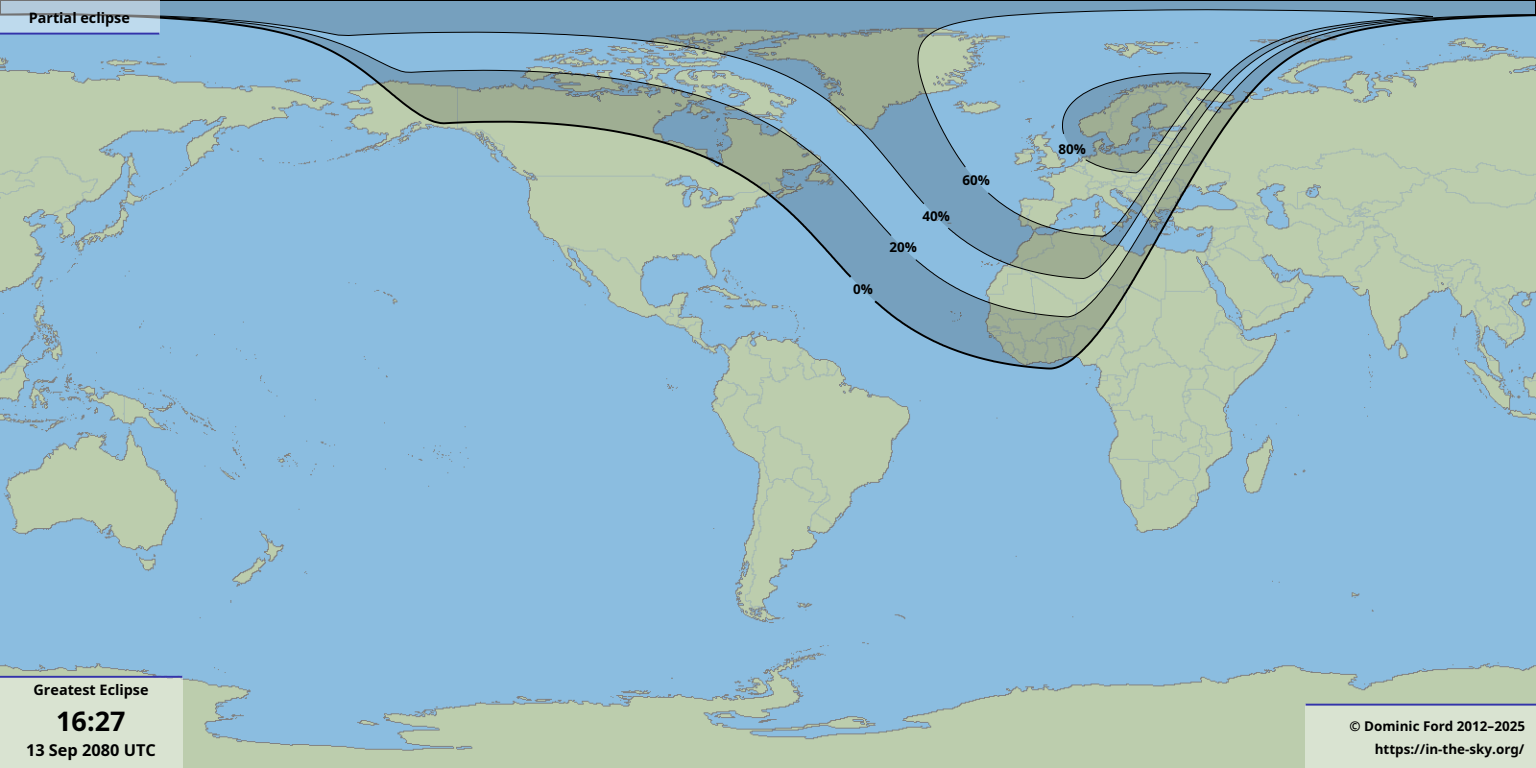 Partial eclipse
80%
60%
40%
20%
0%
Greatest Eclipse
16:27
13 Sep 2080 UTC
© Dominic Ford 2012–2025
https://in-the-sky.org/